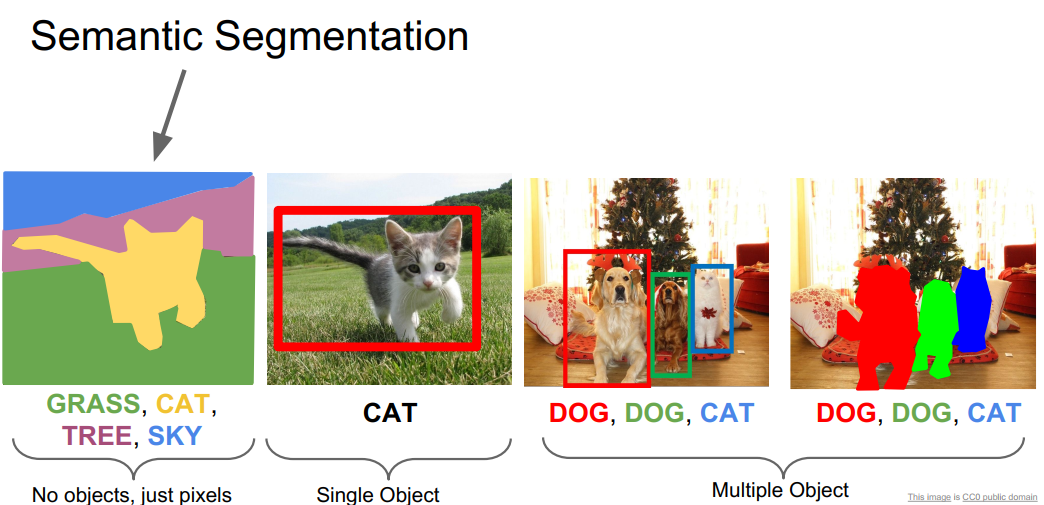 Semantic Segmentation
GRASS, CAT,
TREE, SKY
CAT
DOG, DOG, CAT
DOG, DOG, CAT
No objects, just pixels
Single Object
Multiple Object
This image is CC0 public domain